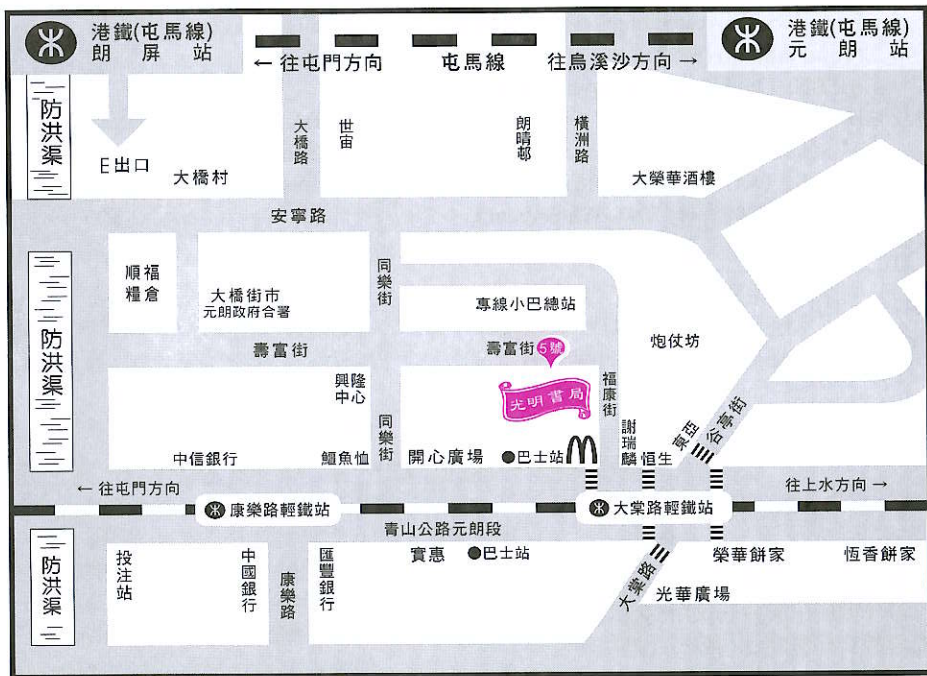 港鐵(屯馬線)
朗屏站
← 往屯門方向
屯馬線
往烏溪沙方向 →
港鐵(屯馬線)
元朗站
防洪渠
E出口
大橋村
大橋路
世宙
朗晴邨
橫洲路
大榮華酒樓
安寧路
防洪渠
順福
糧倉
大橋街市
元朗政府合署
同樂街
專線小巴總站
炮仗坊
壽富街
壽富街 5號
光明書局
興隆
中心
同樂街
福康街
謝瑞麟
東亞
谷亭街
中信銀行
鱷魚恤
開心廣場
●巴士站
恒生
← 往屯門方向
往上水方向 →
康樂路輕鐵站
大棠路輕鐵站
青山公路元朗段
防洪渠
投注站
中國銀行
康樂路
匯豐銀行
實惠
●巴士站
大棠路
榮華餅家
恆香餅家
光華廣場